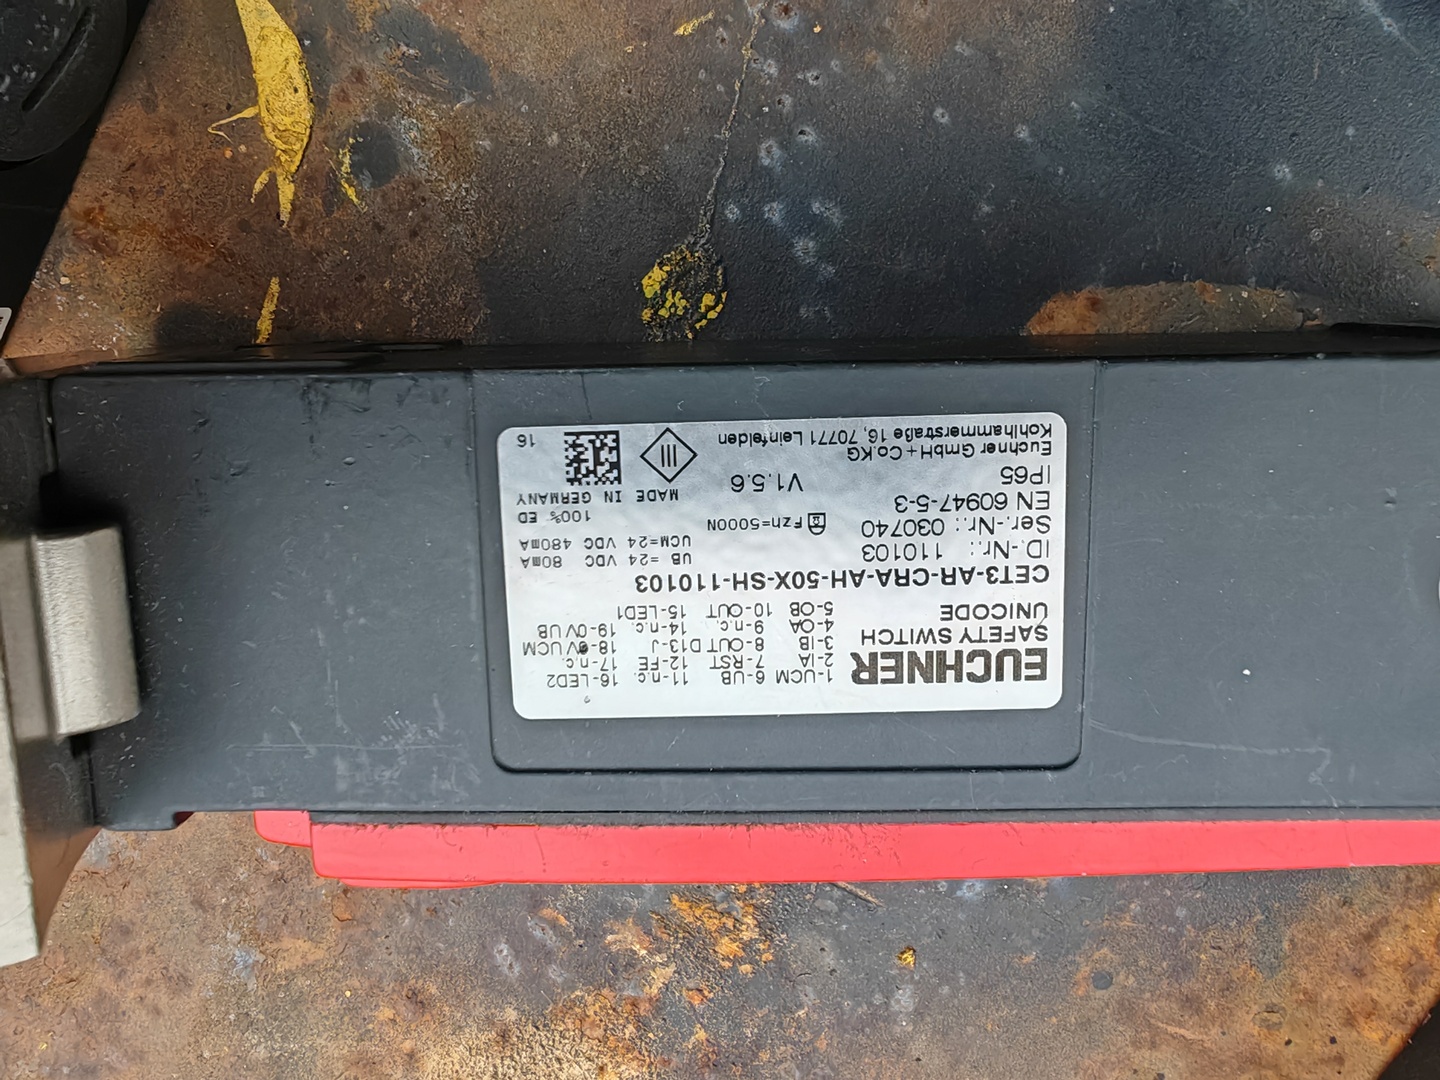 EUCHNER
SAFETY SWITCH
UNICODE
1-UCM 6-UB 11-n.c. 16-LED2
2-IA 7-RST 12-FE 17-n.c.
3-IB 8-OUT D 13-J 18-0V UCM
4-OA 9-n.c. 14-n.c. 19-0V UB
5-OB 10-OUT 15-LED1
CET3-AR-CRA-AH-50X-SH-110103
ID.-Nr.: 110103
Ser.-Nr.: 030740
EN 60947-5-3
IP65
UB =24 VDC 80mA
UCM=24 VDC 480mA
Fzh=5000N
100% ED
V1.5.6
MADE IN GERMANY
Euchner GmbH + Co.KG
Kohlhammerstraße 16, 70771 Leinfelden
16